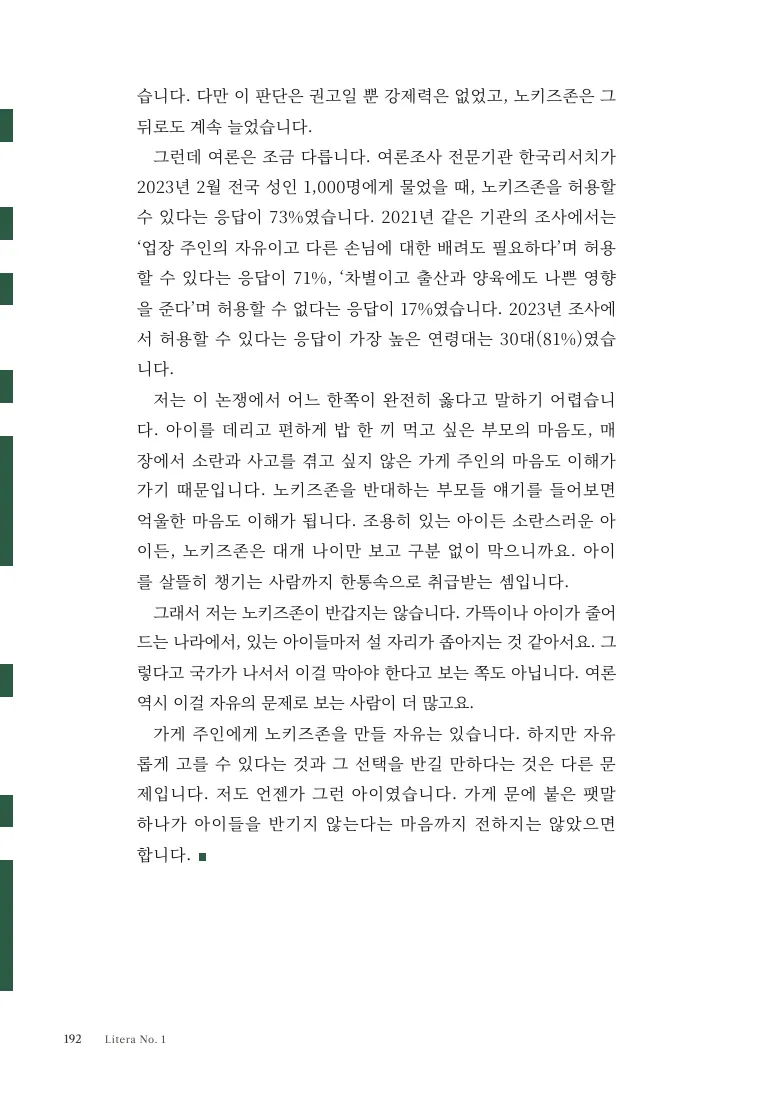 습니다. 다만 이 판단은 권고일 뿐 강제력은 없었고, 노키즈존은 그
뒤로도 계속 늘었습니다.
그런데 여론은 조금 다릅니다. 여론조사 전문기관 한국리서치가
2023년 2월 전국 성인 1,000명에게 물었을 때, 노키즈존을 허용할
수 있다는 응답이 73%였습니다. 2021년 같은 기관의 조사에서는
‘업장 주인의 자유이고 다른 손님에 대한 배려도 필요하다’며 허용
할 수 있다는 응답이 71%, ‘차별이고 출산과 양육에도 나쁜 영향
을 준다’며 허용할 수 없다는 응답이 17%였습니다. 2023년 조사에
서 허용할 수 있다는 응답이 가장 높은 연령대는 30대(81%)였습
니다.
저는 이 논쟁에서 어느 한쪽이 완전히 옳다고 말하기 어렵습니
다. 아이를 데리고 편하게 밥 한 끼 먹고 싶은 부모의 마음도, 매
장에서 소란과 사고를 겪고 싶지 않은 가게 주인의 마음도 이해가
가기 때문입니다. 노키즈존을 반대하는 부모들 얘기를 들어보면
억울한 마음도 이해가 됩니다. 조용히 있는 아이든 소란스러운 아
이든, 노키즈존은 대개 나이만 보고 구분 없이 막으니까요. 아이
를 살뜰히 챙기는 사람까지 한통속으로 취급받는 셈입니다.
그래서 저는 노키즈존이 반갑지는 않습니다. 가뜩이나 아이가 줄어
드는 나라에서, 있는 아이들마저 설 자리가 좁아지는 것 같아서요. 그
렇다고 국가가 나서서 이걸 막아야 한다고 보는 쪽도 아닙니다. 여론
역시 이걸 자유의 문제로 보는 사람이 더 많고요.
가게 주인에게 노키즈존을 만들 자유는 있습니다. 하지만 자유
롭게 고를 수 있다는 것과 그 선택을 반길 만하다는 것은 다른 문
제입니다. 저도 언젠가 그런 아이였습니다. 가게 문에 붙은 팻말
하나가 아이들을 반기지 않는다는 마음까지 전하지는 않았으면
합니다.
192 Litera No. 1